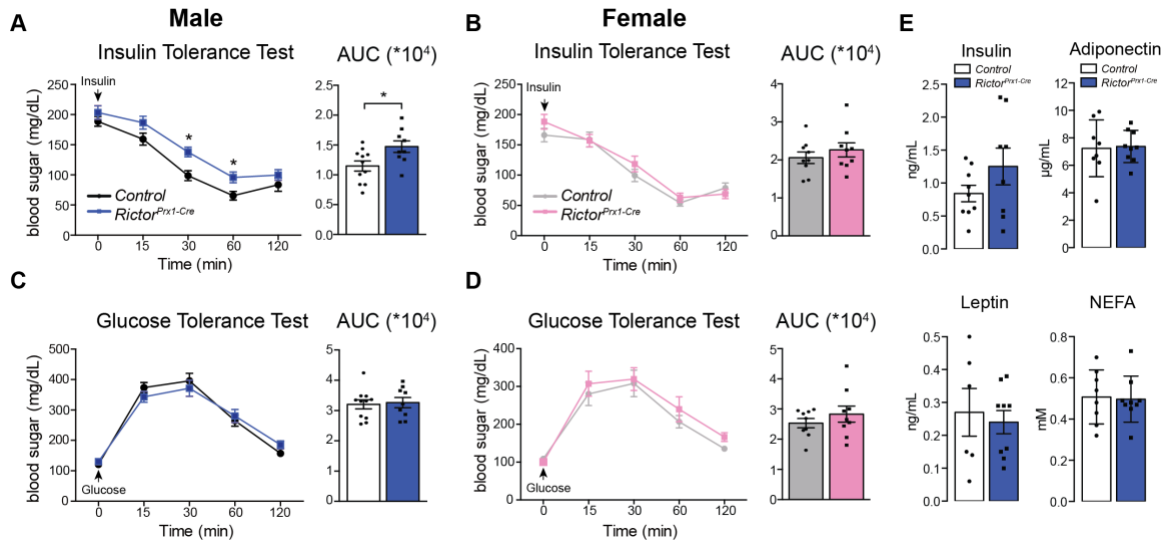 Male
Female
A
Insulin Tolerance Test
AUC (*10⁴)
blood sugar (mg/dL)
250
200
150
100
50
0
Insulin
*
*
Control
Rictor^Prx1-Cre
0
15
30
60
120
Time (min)
2.5
2.0
1.5
1.0
0.5
0.0
*
B
Insulin Tolerance Test
AUC (*10⁴)
blood sugar (mg/dL)
250
200
150
100
50
0
Insulin
Control
Rictor^Prx1-Cre
0
15
30
60
120
Time (min)
4
3
2
1
0
C
Glucose Tolerance Test
AUC (*10⁴)
blood sugar (mg/dL)
500
400
300
200
100
0
Glucose
0
15
30
60
120
Time (min)
5
4
3
2
1
0
D
Glucose Tolerance Test
AUC (*10⁴)
blood sugar (mg/dL)
400
300
200
100
0
Glucose
0
15
30
60
120
Time (min)
5
4
3
2
1
0
E
Insulin
Control
Rictor^Prx1-Cre
ng/mL
2.5
2.0
1.5
1.0
0.5
0.0
Adiponectin
Control
Rictor^Prx1-Cre
µg/mL
12
10
8
6
4
2
0
Leptin
ng/mL
0.5
0.4
0.3
0.2
0.1
0.0
NEFA
mM
0.8
0.6
0.4
0.2
0.0